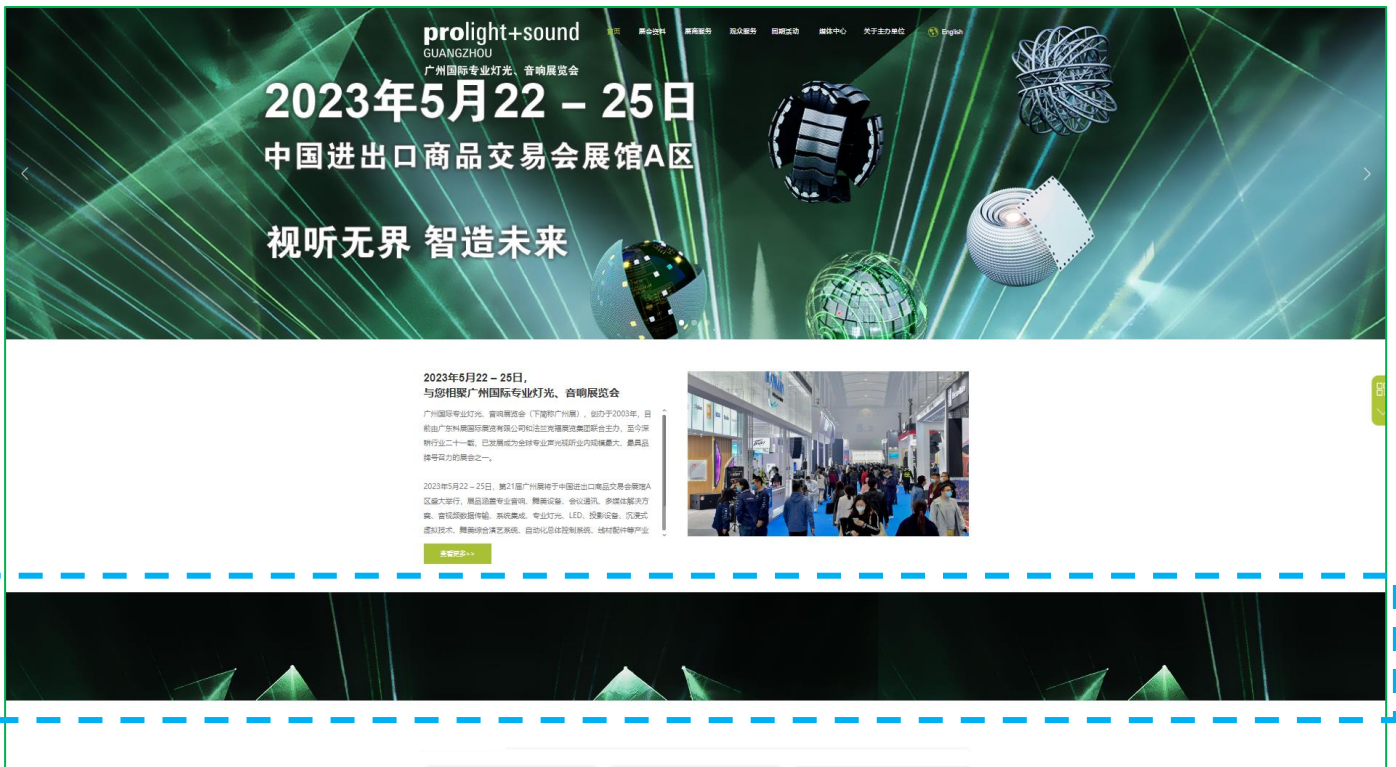 prolight+sound
GUANGZHOU
广州国际专业灯光、音响展览会
首页 展会资料 展商服务 观众服务 同期活动 媒体中心 关于主办单位 English
2023年5月22 – 25日
中国进出口商品交易会展馆A区
视听无界 智造未来
2023年5月22 – 25日,
与您相聚广州国际专业灯光、音响展览会
广州国际专业灯光、音响展览会（下简称广州展），创办于2003年，目
前由广东科展国际展览有限公司和法兰克福展览集团联合主办，至今深
耕行业二十一载，已发展成为全球专业声光视听业内规模最大、最具品
牌号召力的展会之一。
2023年5月22 – 25日，第21届广州展将于中国进出口商品交易会展馆A
区盛大举行，展品涵盖专业音响、舞美设备、会议通讯、多媒体解决方
案、音视频数据传输、系统集成、专业灯光、LED、投影设备、沉浸式
虚拟技术、舞美综合演艺系统、自动化总体控制系统、线材配件等产业
查看更多>>